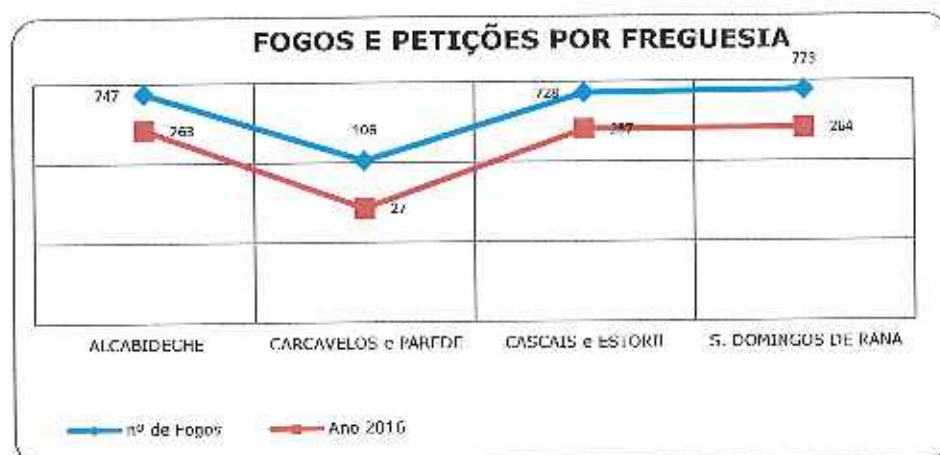 FOGOS E PETIÇÕES POR FREGUESIA
747
263
106
27
728
287
773
264
ALCABIDECHE
CARCAVELOS e PAREDE
CASCAIS e ESTORIL
S. DOMINGOS DE RANA
nº de Fogos
Ano 2016